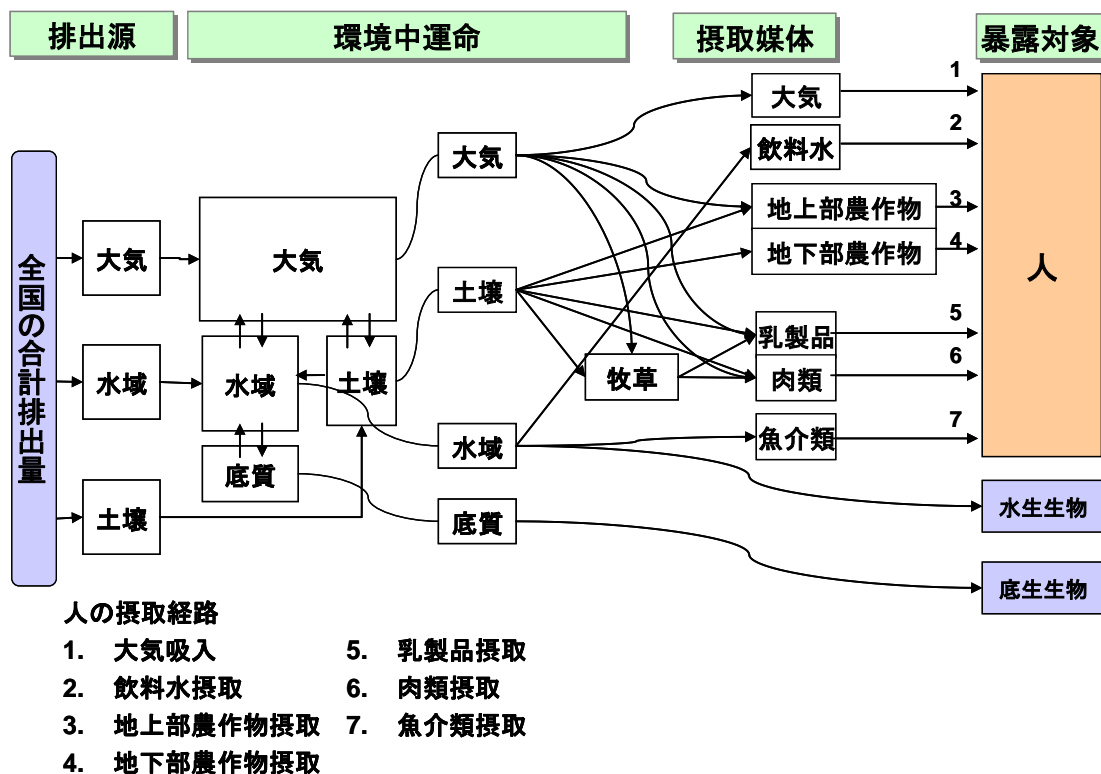 排出源
環境中運命
摂取媒体
暴露対象
全国の合計排出量
大気
水域
土壌
大気
水域
土壌
底質
大気
土壌
水域
底質
牧草
大気
飲料水
地上部農作物
地下部農作物
乳製品
肉類
魚介類
1
2
3
4
5
6
7
人
水生生物
底生生物
人の摂取経路
1. 大気吸入
2. 飲料水摂取
3. 地上部農作物摂取
4. 地下部農作物摂取
5. 乳製品摂取
6. 肉類摂取
7. 魚介類摂取